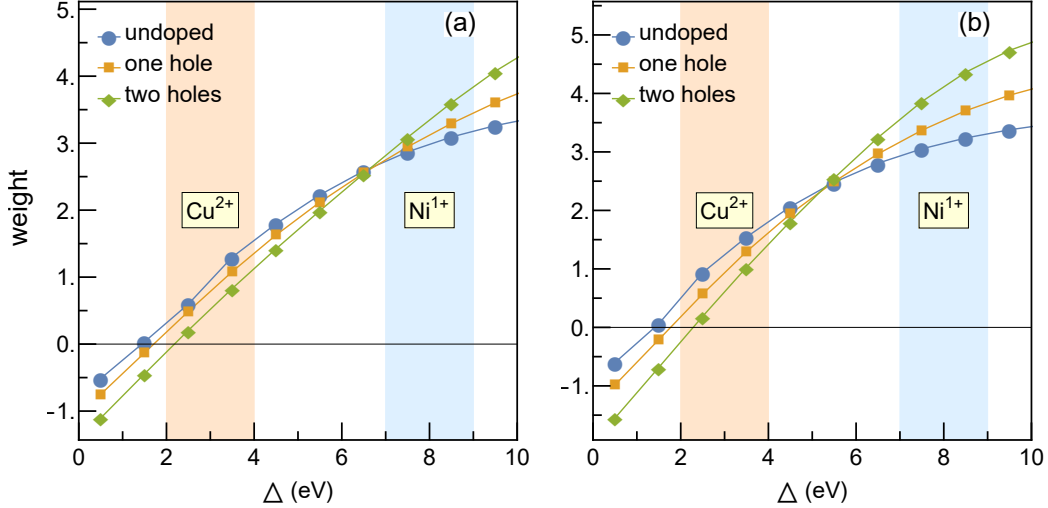 (a)
undoped
one hole
two holes
Cu2+
Ni1+
weight
5.
4.
3.
2.
1.
0.
-1.
0 2 4 6 8 10
△ (eV)
(b)
undoped
one hole
two holes
Cu2+
Ni1+
5.
4.
3.
2.
1.
0.
-1.
0 2 4 6 8 10
△ (eV)